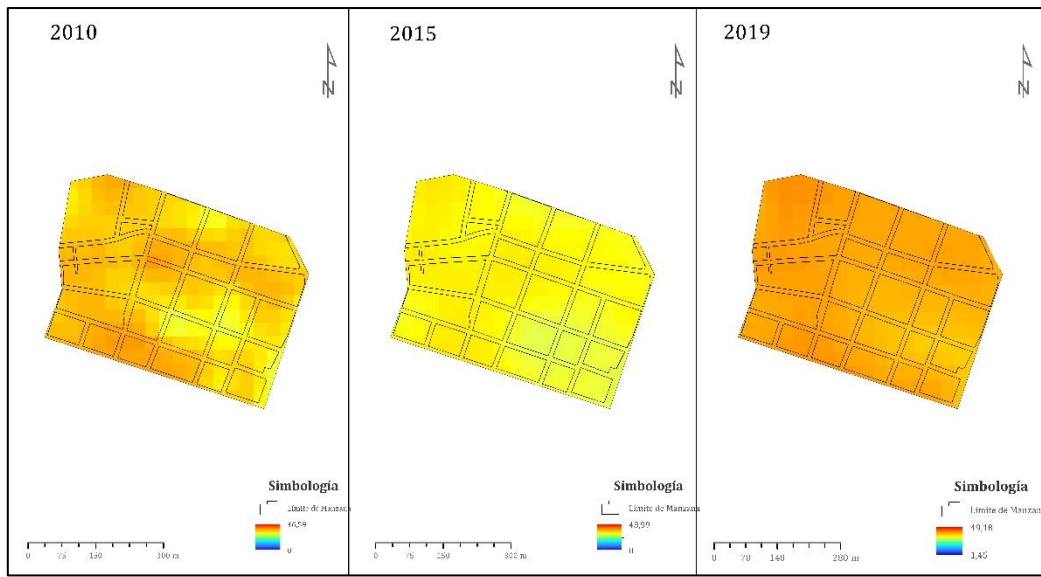 2010
N
Simbología
Límite de Manzana
46,59
0
0 75 150 300 m
2015
N
Simbología
Límite de Manzana
48,99
0
0 75 150 300 m
2019
N
Simbología
Límite de Manzana
49,18
1,45
0 70 140 280 m